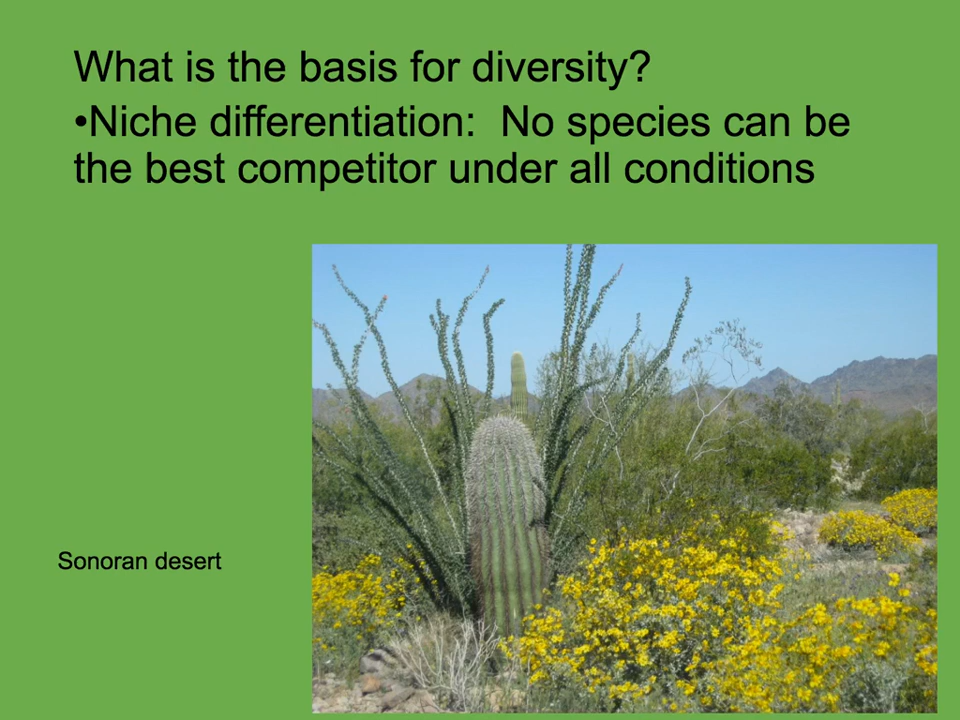 What is the basis for diversity?
•Niche differentiation:  No species can be
the best competitor under all conditions
Sonoran desert